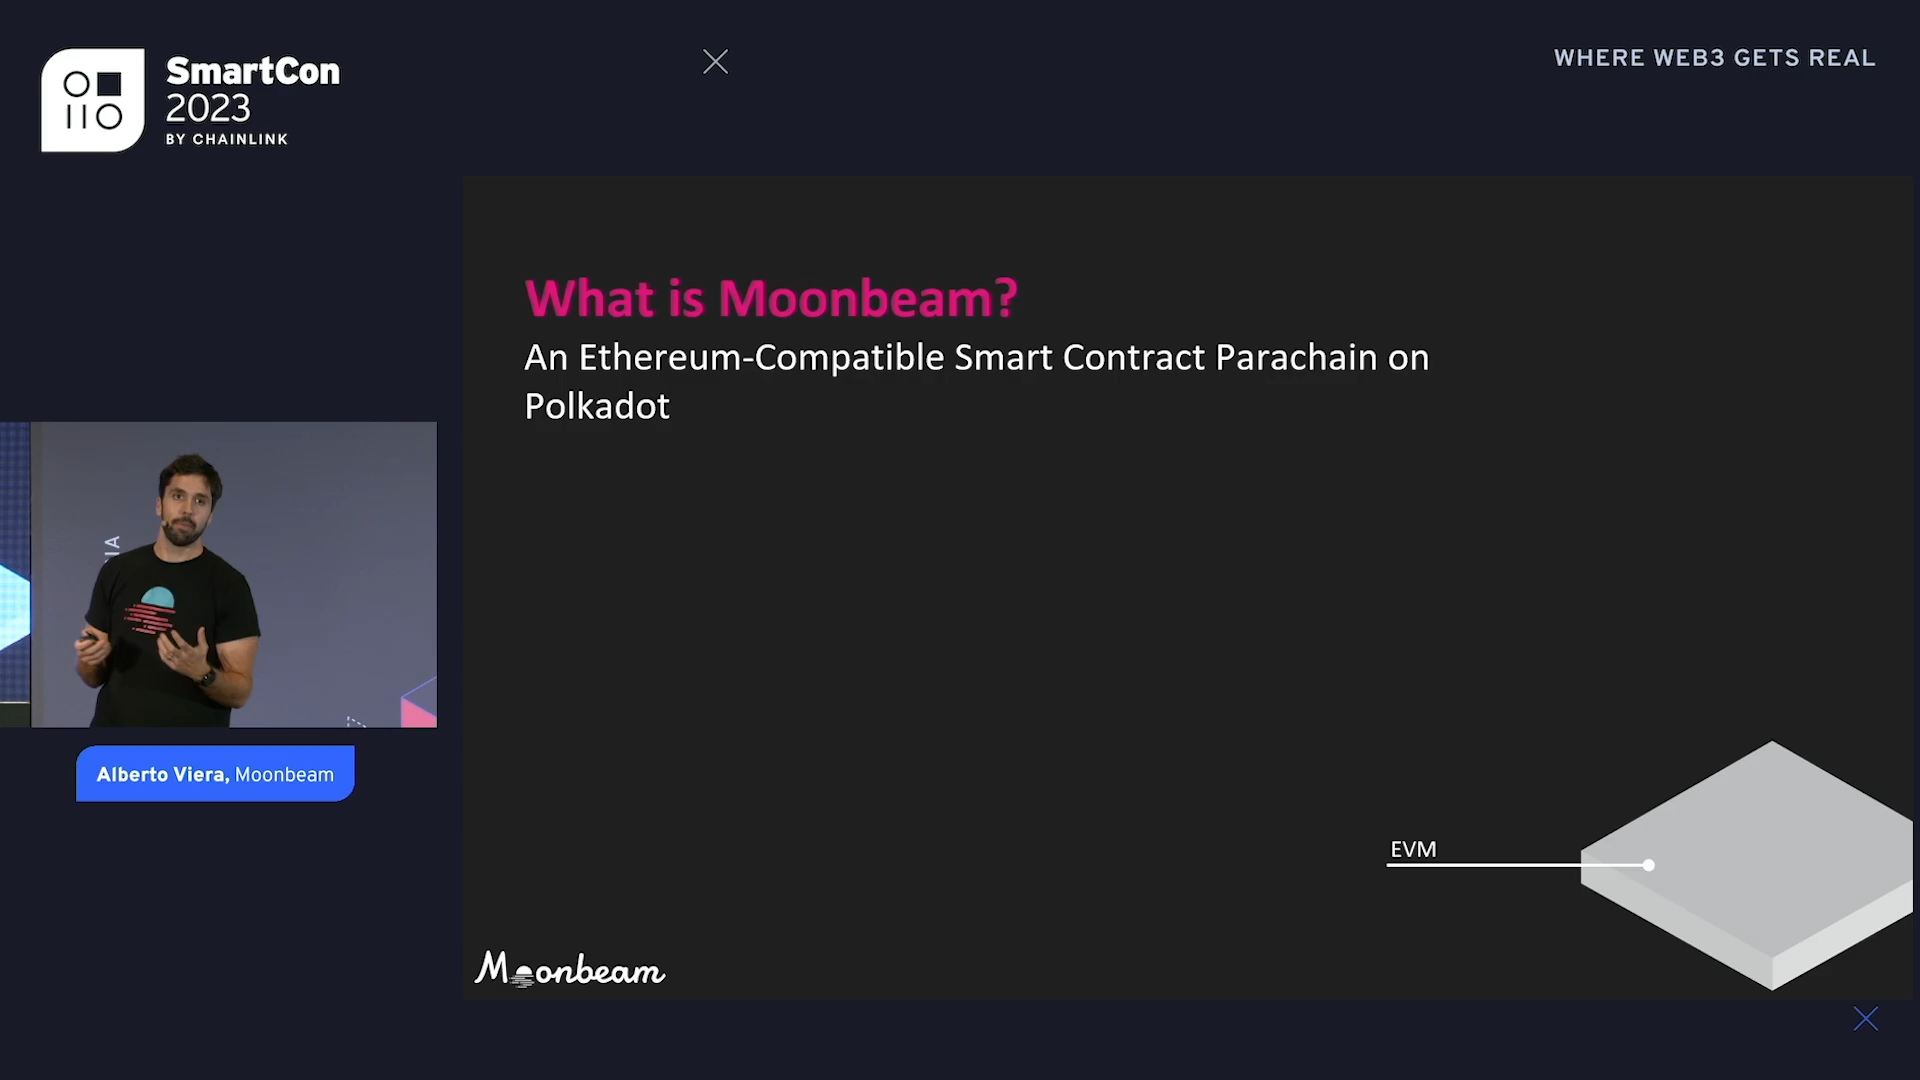 SmartCon
2023
BY CHAINLINK
WHERE WEB3 GETS REAL
What is Moonbeam?
An Ethereum-Compatible Smart Contract Parachain on
Polkadot
Alberto Viera, Moonbeam
EVM
Moonbeam